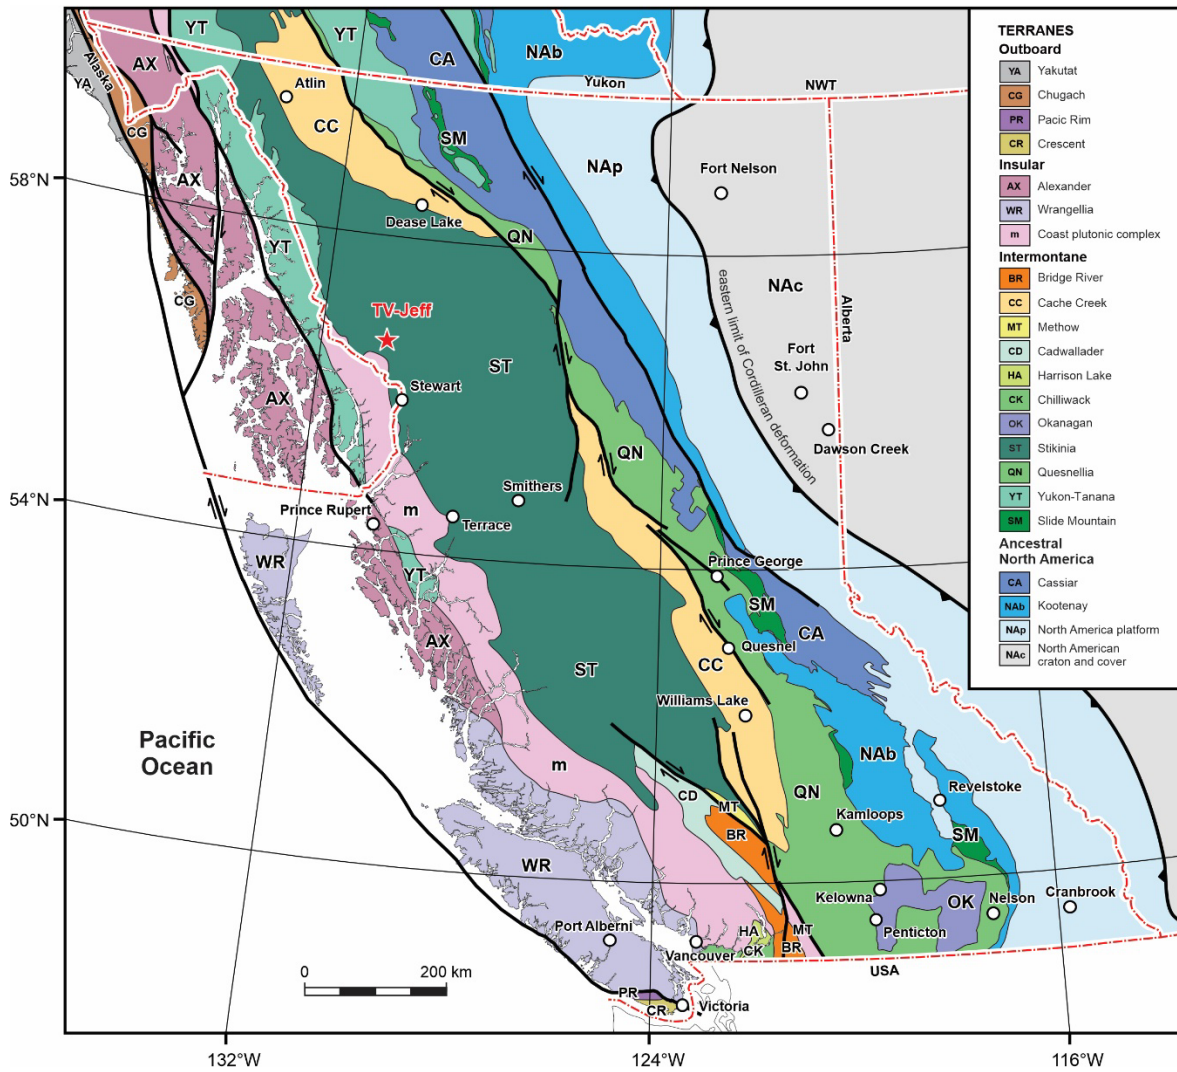 YT
YT
CA
NAb
AX
Alaska
YA
Atlin
Yukon
NWT
CG
CC
SM
NAp
58°N
AX
Fort Nelson
Dease Lake
QN
YT
NAc
CG
TV-Jeff
eastern limit of Cordilleran deformation
Alberta
ST
Fort
St. John
AX
Stewart
Dawson Creek
QN
54°N
Smithers
Prince Rupert
m
Terrace
WR
YT
Prince George
SM
CA
AX
Quesnel
ST
CC
Williams Lake
Pacific
Ocean
m
NAb
CD
QN
Revelstoke
50°N
MT
BR
Kamloops
SM
WR
Kelowna
OK
Nelson
Cranbrook
Port Alberni
HA
MT
Penticton
CK
BR
Vancouver
USA
0
200 km
PR
CR
Victoria
132°W
124°W
116°W
TERRANES
Outboard
YA Yakutat
CG Chugach
PR Pacic Rim
CR Crescent
Insular
AX Alexander
WR Wrangellia
m Coast plutonic complex
Intermontane
BR Bridge River
CC Cache Creek
MT Methow
CD Cadwallader
HA Harrison Lake
CK Chilliwack
OK Okanagan
ST Stikinia
QN Quesnellia
YT Yukon-Tanana
SM Slide Mountain
Ancestral
North America
CA Cassiar
NAb Kootenay
NAp North America platform
NAc North American
craton and cover